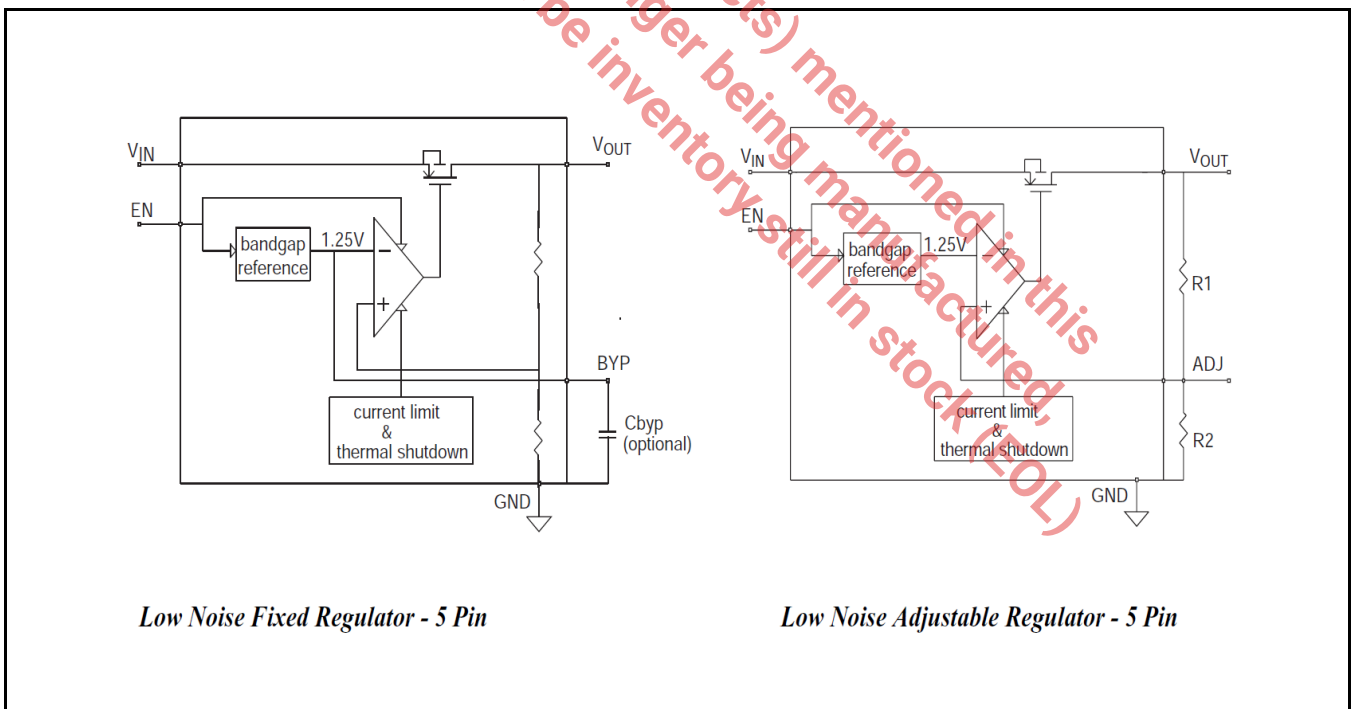 cts) mentioned in this
nger being manufactured,
be inventory still in stock (EOL)
VIN
VOUT
EN
bandgap
reference
1.25V
−
+
BYP
Cbyp
(optional)
current limit
&
thermal shutdown
GND
Low Noise Fixed Regulator - 5 Pin
VIN
VOUT
EN
bandgap
reference
1.25V
−
+
R1
ADJ
R2
current limit
&
thermal shutdown
GND
Low Noise Adjustable Regulator - 5 Pin